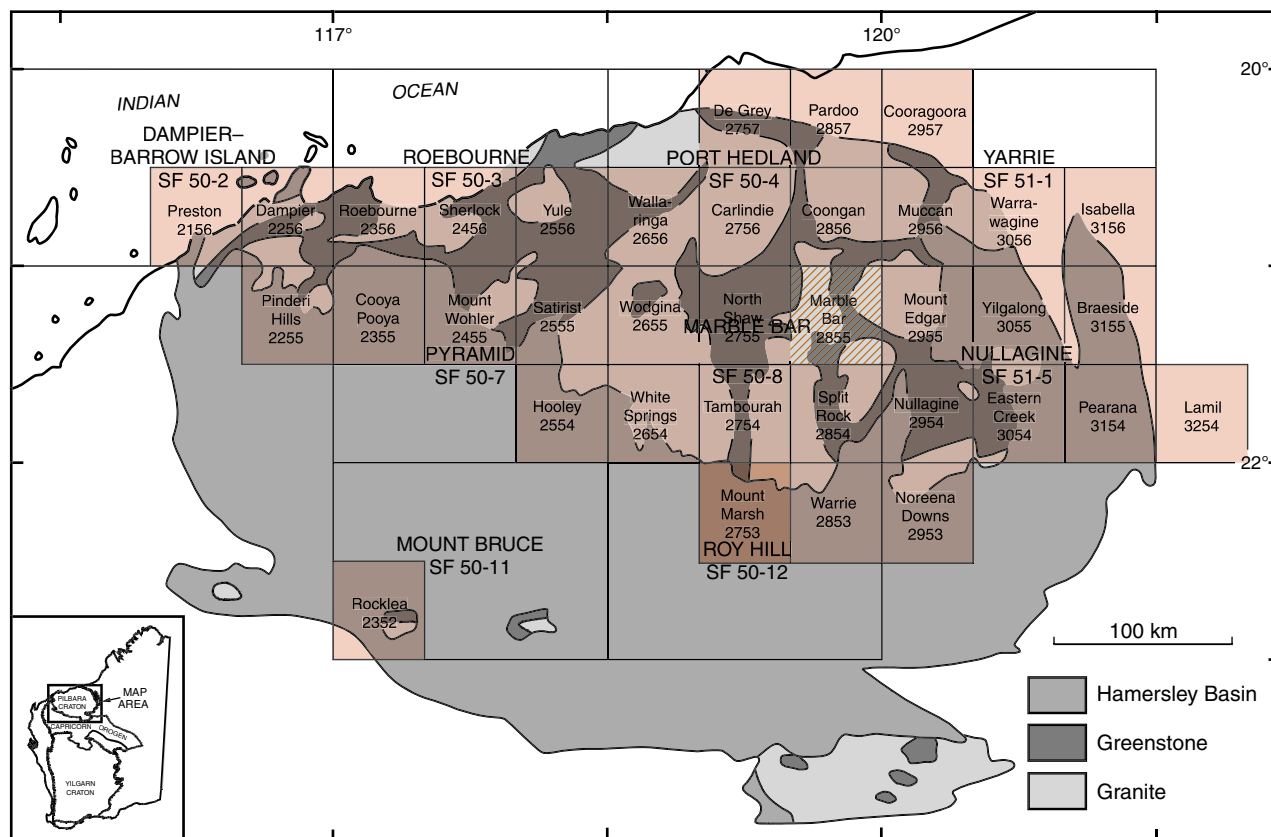 117°
120°
20°
INDIAN
OCEAN
De Grey
2757
Pardoo
2857
Cooragoora
2957
DAMPIER–
BARROW ISLAND
SF 50-2
ROEBOURNE
SF 50-3
PORT HEDLAND
SF 50-4
YARRIE
SF 51-1
Preston
2156
Dampier
2256
Roebourne
2356
Sherlock
2456
Yule
2556
Walla-
ringa
2656
Carlindie
2756
Coongan
2856
Muccan
2956
Warra-
wagine
3056
Isabella
3156
Pinderi
Hills
2255
Cooya
Pooya
2355
Mount
Wohler
2455
Satirist
2555
Wodgina
2655
North
Shaw
2755
Marble
Bar
2855
Mount
Edgar
2955
Yilgalong
3055
Braeside
3155
PYRAMID
SF 50-7
MARBLE BAR
SF 50-8
NULLAGINE
SF 51-5
Hooley
2554
White
Springs
2654
Tambourah
2754
Split
Rock
2854
Nullagine
2954
Eastern
Creek
3054
Pearana
3154
Lamil
3254
22°
Mount
Marsh
2753
Warrie
2853
Noreena
Downs
2953
MOUNT BRUCE
SF 50-11
ROY HILL
SF 50-12
Rocklea
2352
100 km
Hamersley Basin
Greenstone
Granite
PILBARA
CRATON
MAP
AREA
CAPRICORN
OROGEN
YILGARN
CRATON